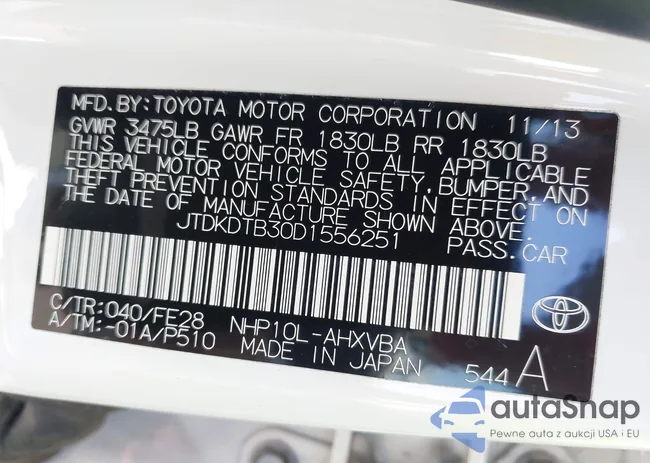 MFD. BY: TOYOTA MOTOR CORPORATION 11/13
GVWR 3475LB GAWR FR 1830LB RR 1830LB
THIS VEHICLE CONFORMS TO ALL APPLICABLE
FEDERAL MOTOR VEHICLE SAFETY, BUMPER, AND
THEFT PREVENTION STANDARDS IN EFFECT ON
THE DATE OF MANUFACTURE SHOWN ABOVE.
JTDKDTB30D1556251 PASS. CAR
C/TR: 040/FE28 NHP10L-AHXVBA
A/TM: -01A/P510 MADE IN JAPAN 544 A
TOYOTA
autaSnap
Pewne auta z aukcji USA i EU